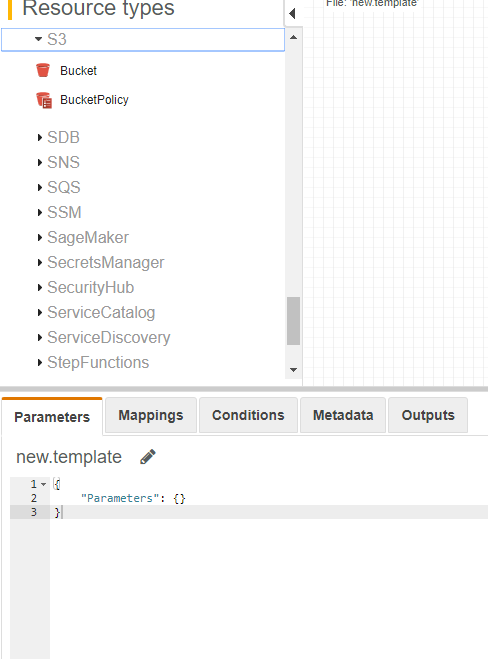 Resource types
File: 'new.template'
S3
Bucket
BucketPolicy
SDB
SNS
SQS
SSM
SageMaker
SecretsManager
SecurityHub
ServiceCatalog
ServiceDiscovery
StepFunctions
Parameters Mappings Conditions Metadata Outputs
new.template
1 {
2 "Parameters": {}
3 }